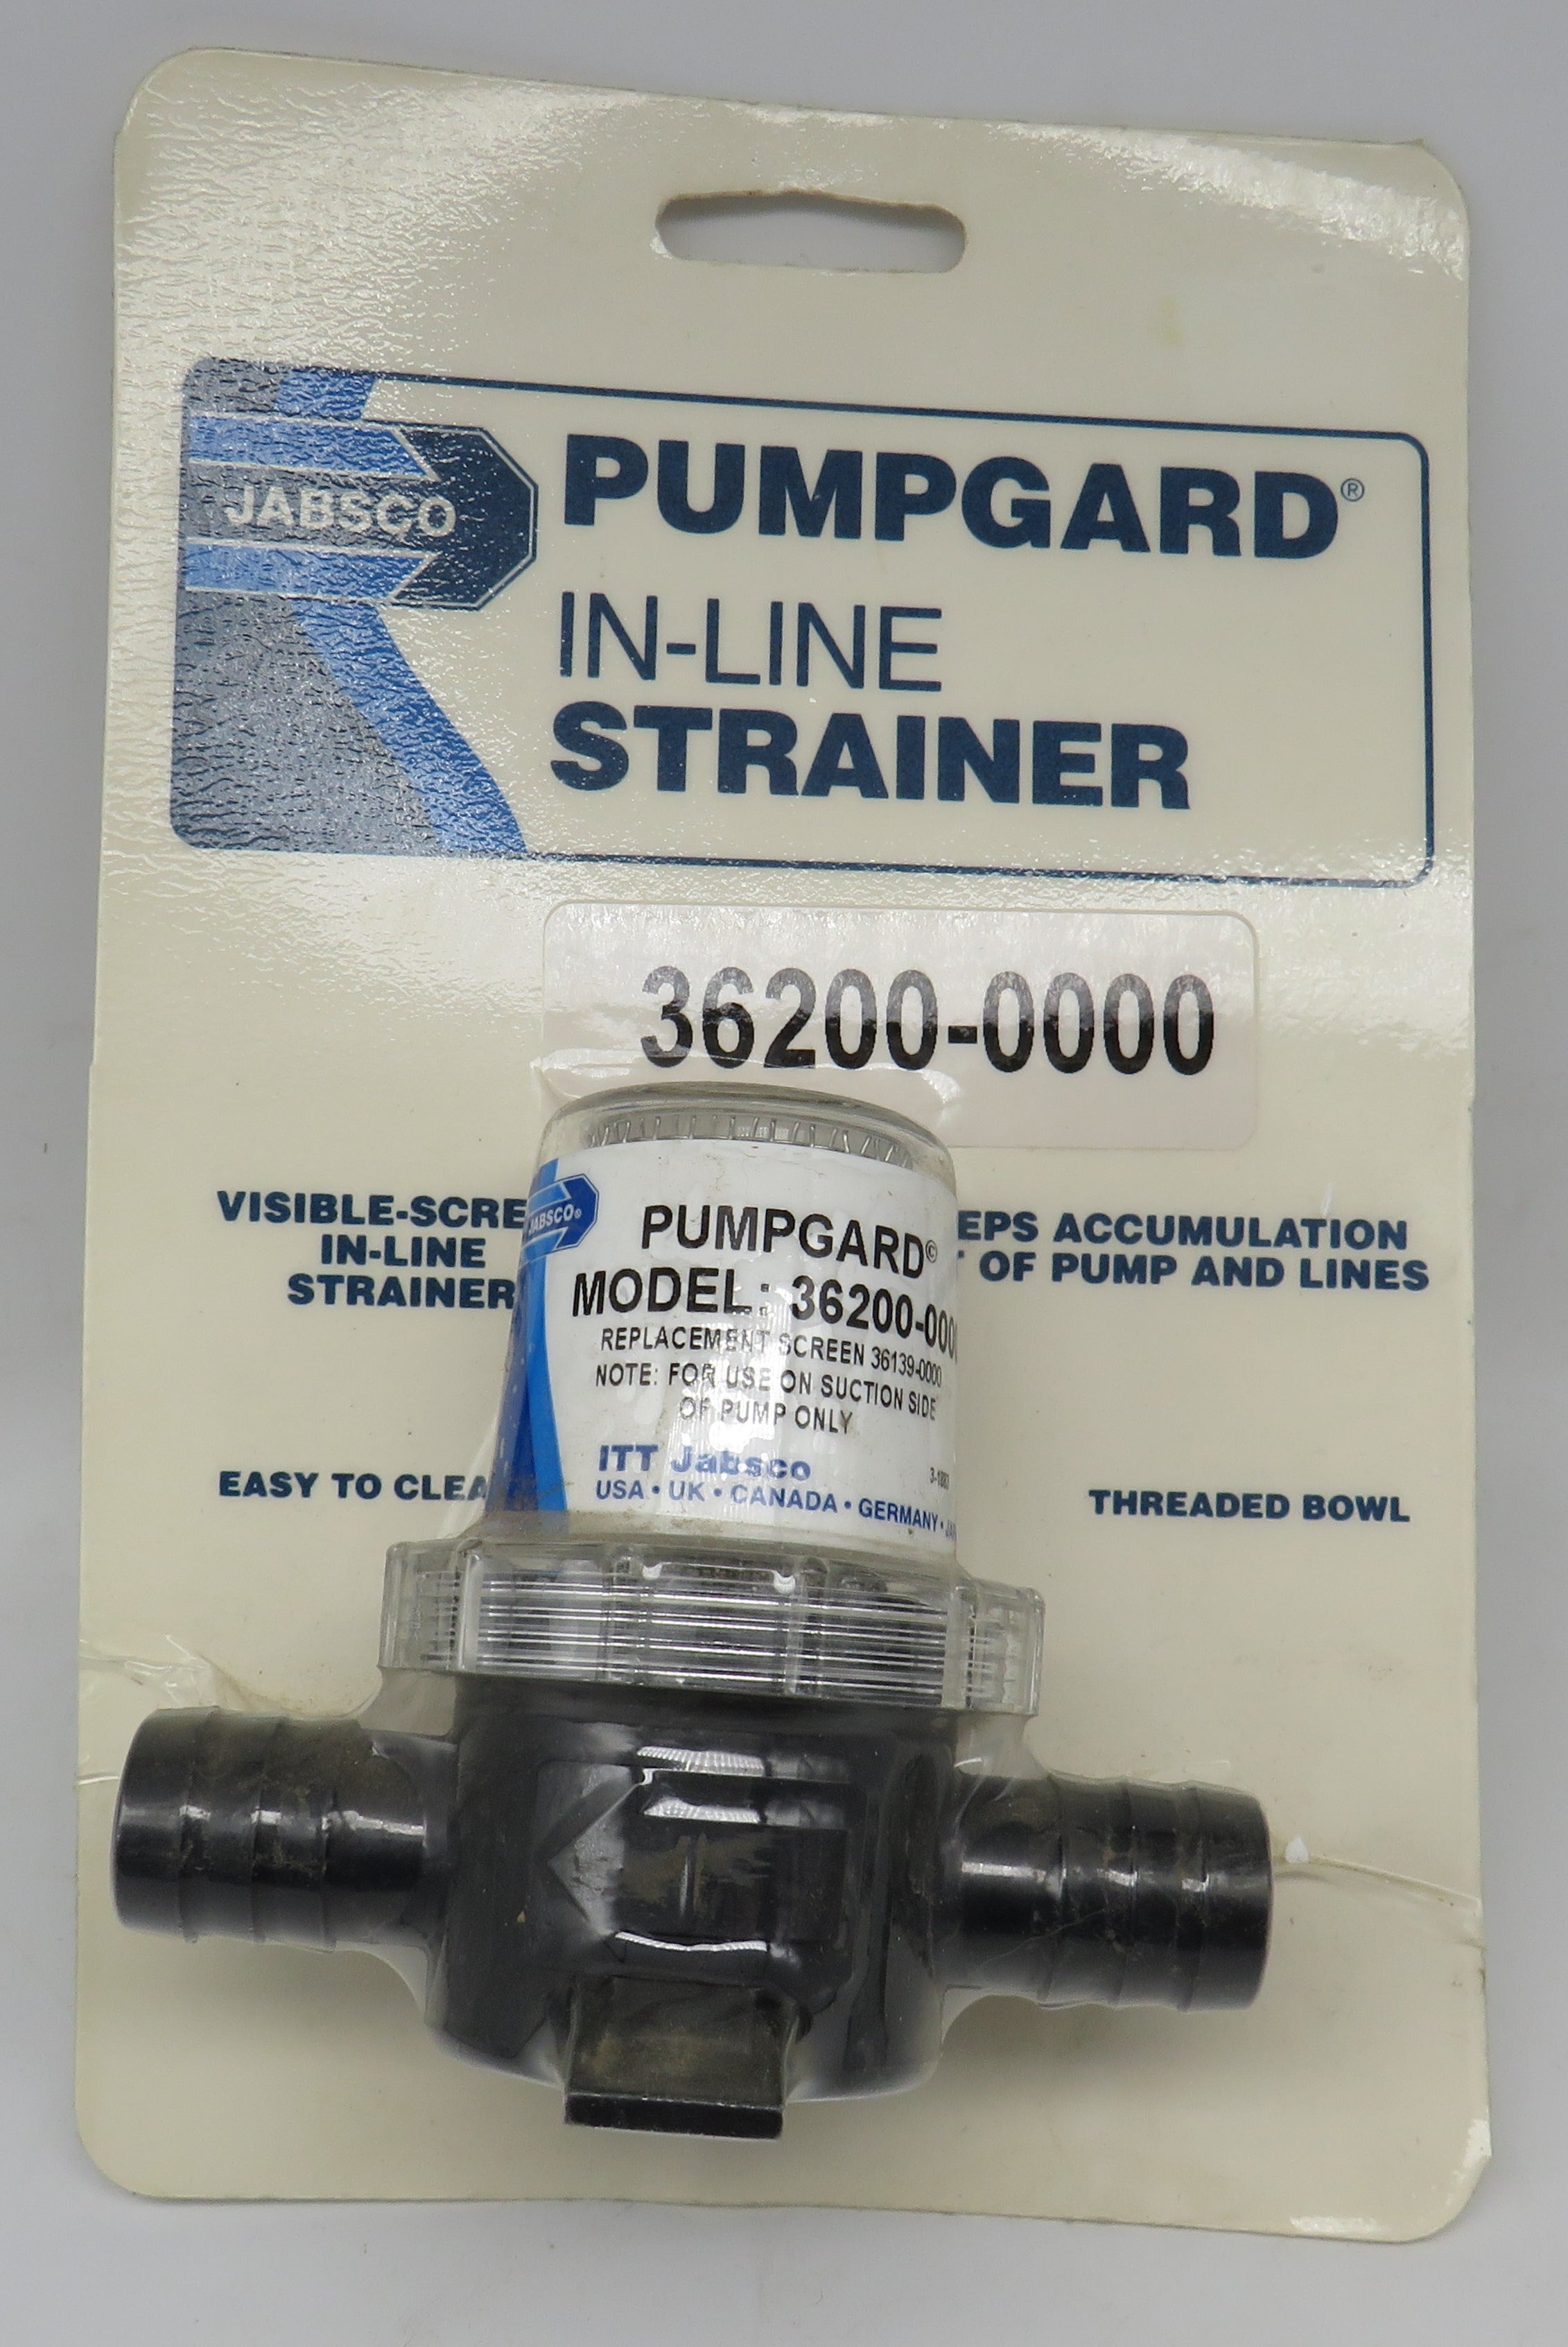 JABSCO
PUMPGARD®
IN-LINE
STRAINER
36200-0000
VISIBLE-SCRE
IN-LINE
STRAINER
EPS ACCUMULATION
OF PUMP AND LINES
EASY TO CLEA
THREADED BOWL
JABSCO®
PUMPGARD©
MODEL: 36200-000
REPLACEMENT SCREEN 36139-0000
NOTE: FOR USE ON SUCTION SIDE
OF PUMP ONLY
ITT Jabsco
USA • UK • CANADA • GERMANY •